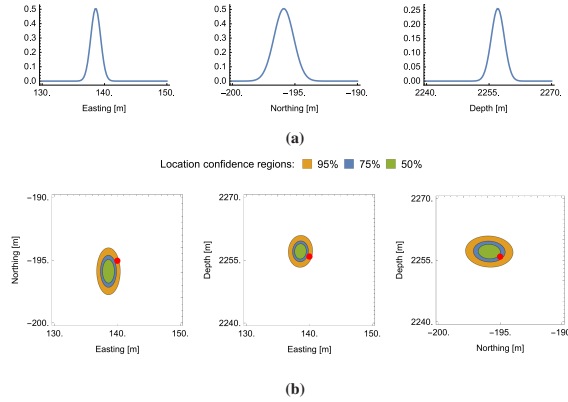 0.5
0.4
0.3
0.2
0.1
0.0
130. 140. 150.
Easting [m]
0.5
0.4
0.3
0.2
0.1
0.0
-200. -195. -190.
Northing [m]
0.25
0.20
0.15
0.10
0.05
0.00
2240. 2255. 2270.
Depth [m]
(a)
Location confidence regions: 95% 75% 50%
-190.
-195.
-200.
Northing [m]
130. 140. 150.
Easting [m]
2270.
2255.
2240.
Depth [m]
130. 140. 150.
Easting [m]
2270.
2255.
2240.
Depth [m]
-200. -195. -190
Northing [m]
(b)